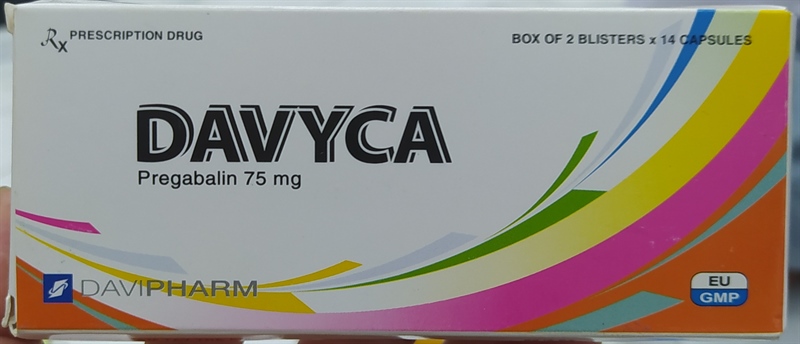 Rx PRESCRIPTION DRUG
BOX OF 2 BLISTERS x 14 CAPSULES
DAVYCA
Pregabalin 75 mg
DAVIPHARM
EU
GMP